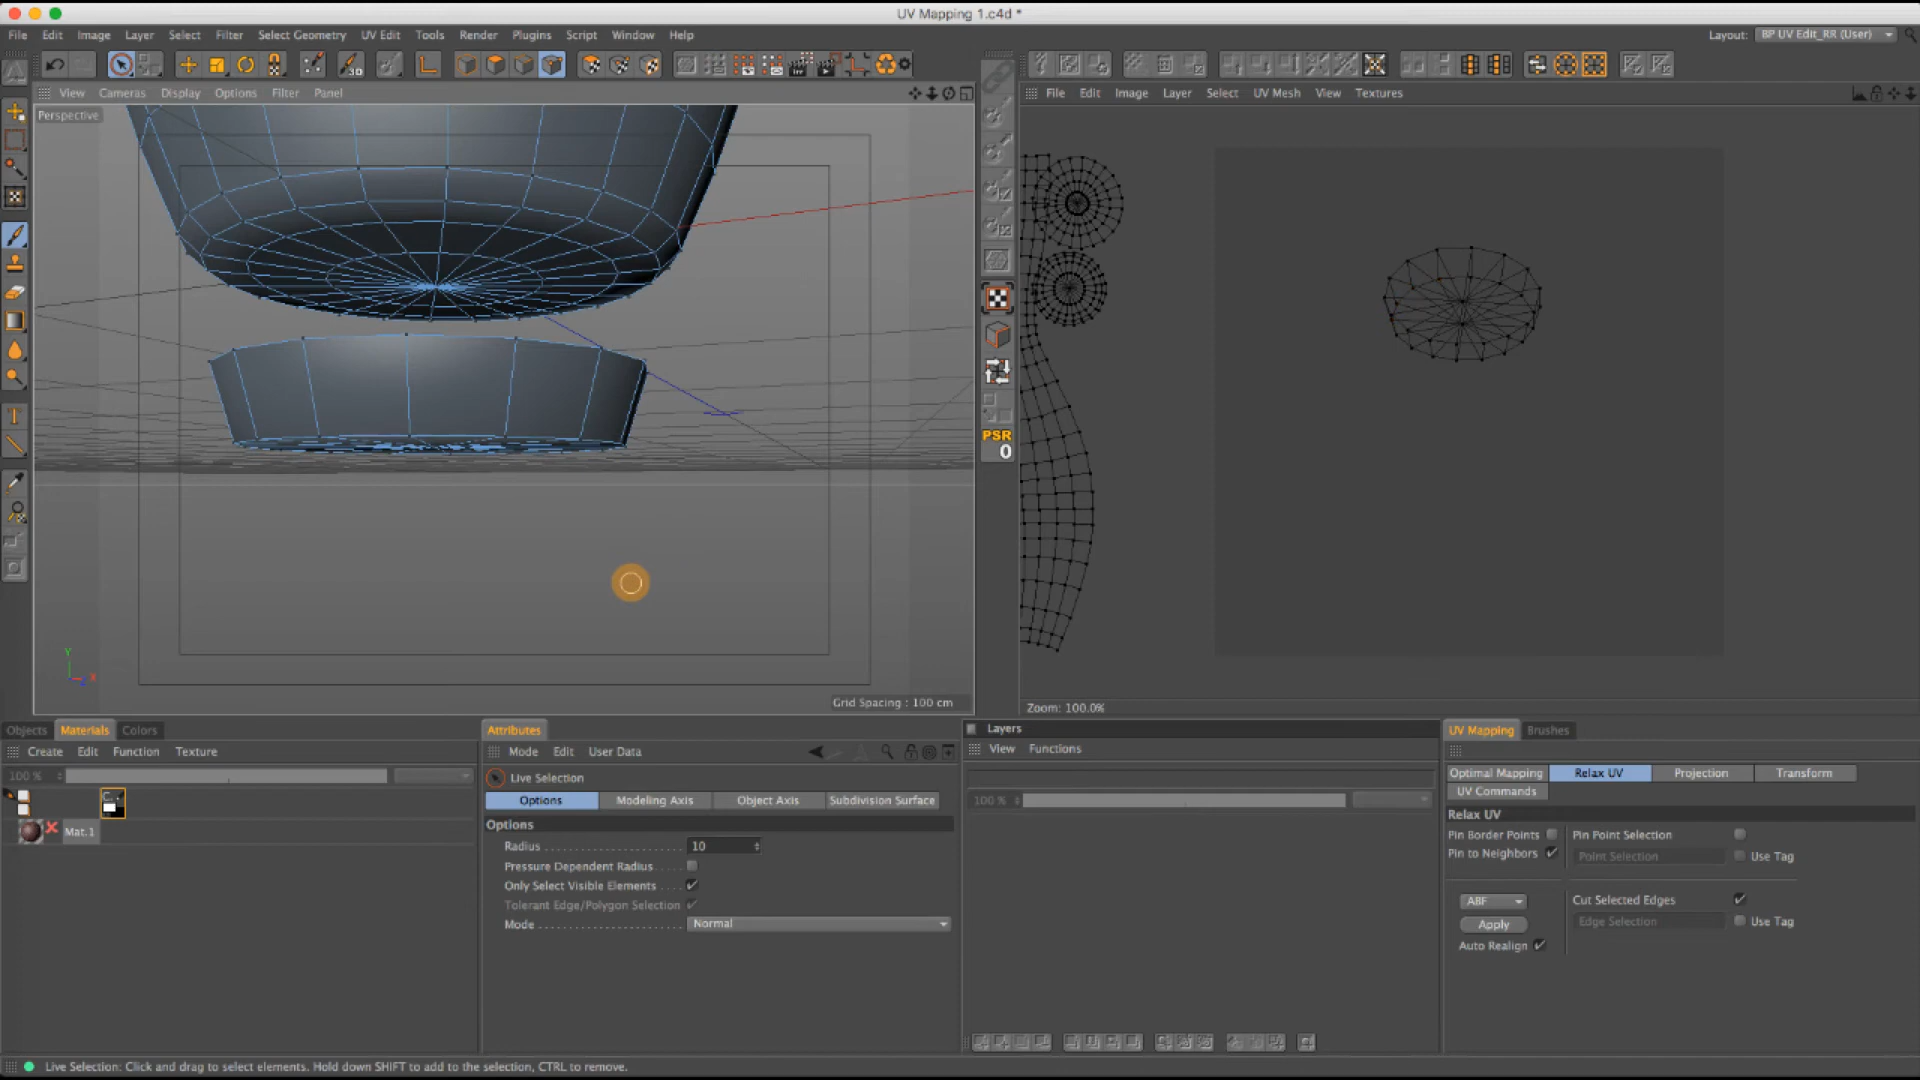 UV Mapping 1.c4d *
File Edit Image Layer Select Filter Select Geometry UV Edit Tools Render Plugins Script Window Help
Layout: BP UV Edit_RR (User)
3D
View Cameras Display Options Filter Panel
File Edit Image Layer Select UV Mesh View Textures
Perspective
PSR
0
Y
X
Grid Spacing : 100 cm
Zoom: 100.0%
Objects Materials Colors
Create Edit Function Texture
100 %
C
Mat.1
Attributes
Mode Edit User Data
Live Selection
Options Modeling Axis Object Axis Subdivision Surface
Options
Radius 10
Pressure Dependent Radius
Only Select Visible Elements
Tolerant Edge/Polygon Selection
Mode Normal
Layers
View Functions
100 %
UV Mapping Brushes
Optimal Mapping Relax UV Projection Transform
UV Commands
Relax UV
Pin Border Points Pin Point Selection
Pin to Neighbors Point Selection Use Tag
ABF Cut Selected Edges
Apply Edge Selection Use Tag
Auto Realign
Live Selection: Click and drag to select elements. Hold down SHIFT to add to the selection, CTRL to remove.